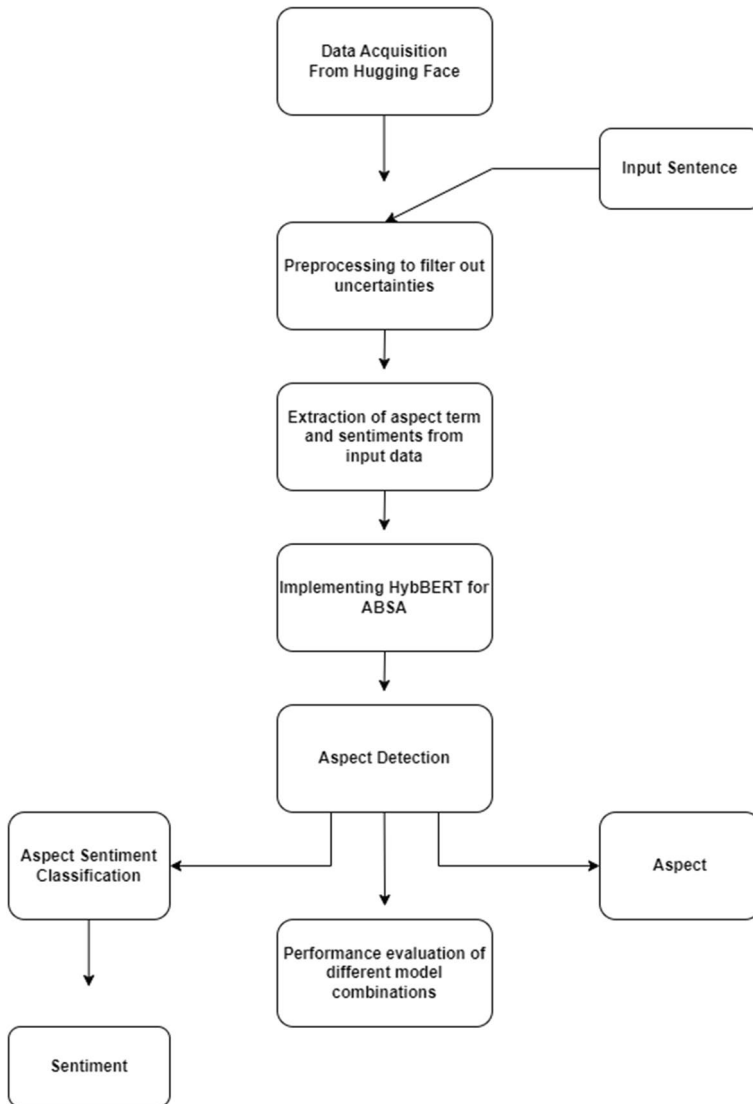 Data Acquisition
From Hugging Face
Input Sentence
Preprocessing to filter out
uncertainties
Extraction of aspect term
and sentiments from
input data
Implementing HybBERT for
ABSA
Aspect Detection
Aspect Sentiment
Classification
Aspect
Performance evaluation of
different model
combinations
Sentiment